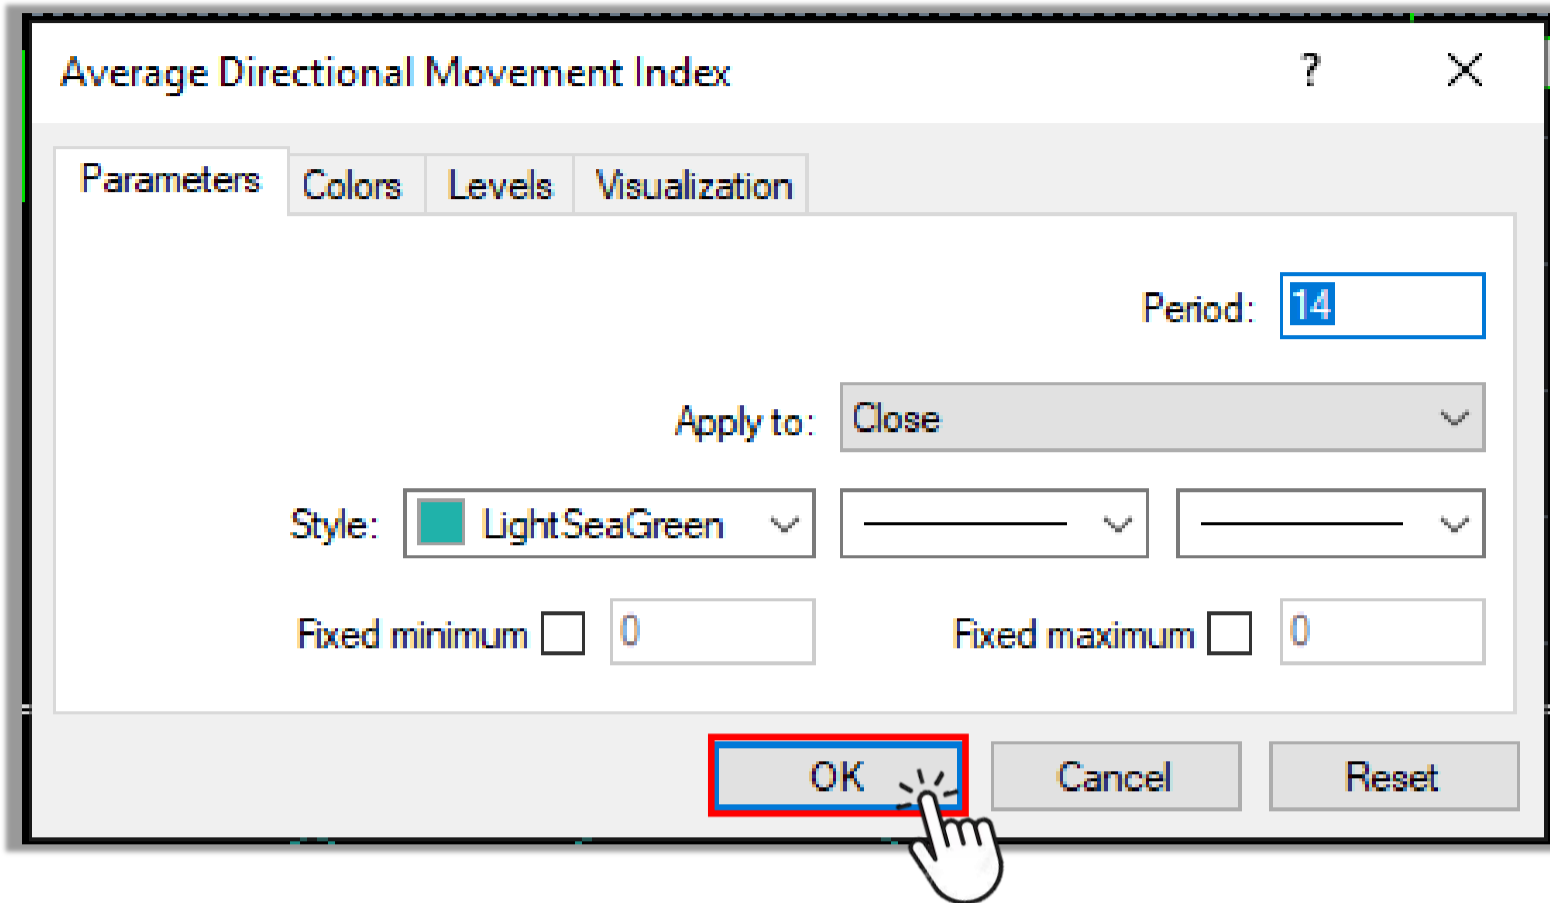 Average Directional Movement Index ?
Parameters Colors Levels Visualization
Period: 14
Apply to: Close
Style: LightSeaGreen
Fixed minimum 0 Fixed maximum 0
OK Cancel Reset